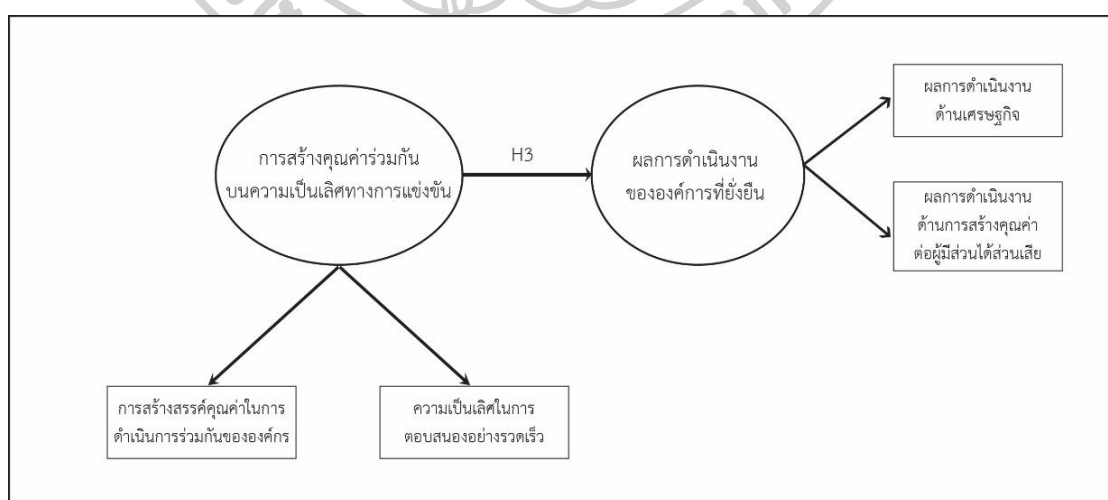 การสร้างคุณค่าร่วมกัน
บนความเป็นเลิศทางการแข่งขัน
H3
ผลการดำเนินงาน
ขององค์การที่ยั่งยืน
ผลการดำเนินงาน
ด้านเศรษฐกิจ
ผลการดำเนินงาน
ด้านการสร้างคุณค่า
ต่อผู้มีส่วนได้ส่วนเสีย
การสร้างสรรค์คุณค่าในการ
ดำเนินการร่วมกันขององค์กร
ความเป็นเลิศในการ
ตอบสนองอย่างรวดเร็ว